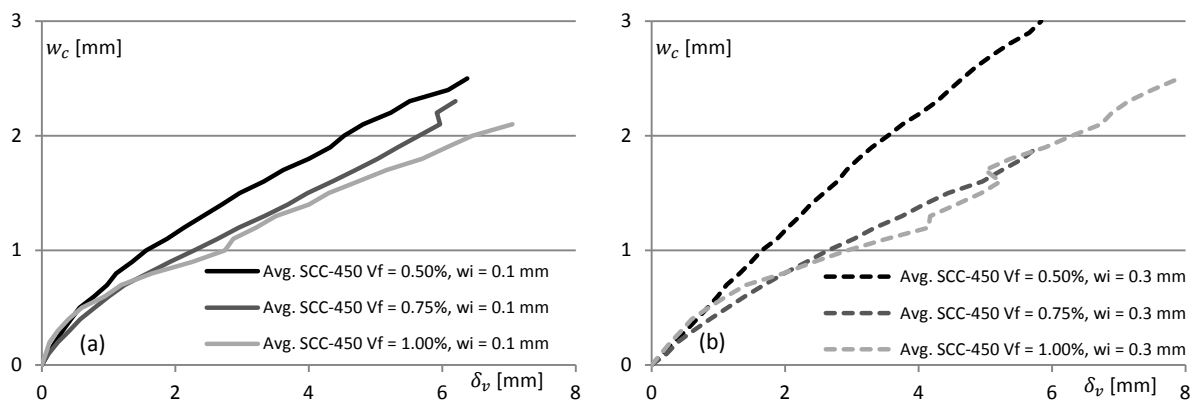 3
w_c [mm]
2
1
Avg. SCC-450 Vf = 0.50%, wi = 0.1 mm
Avg. SCC-450 Vf = 0.75%, wi = 0.1 mm
(a)
Avg. SCC-450 Vf = 1.00%, wi = 0.1 mm
0
0 2 4 6 δ_v [mm] 8
3
w_c [mm]
2
1
Avg. SCC-450 Vf = 0.50%, wi = 0.3 mm
Avg. SCC-450 Vf = 0.75%, wi = 0.3 mm
(b)
Avg. SCC-450 Vf = 1.00%, wi = 0.3 mm
0
0 2 4 6 δ_v [mm] 8